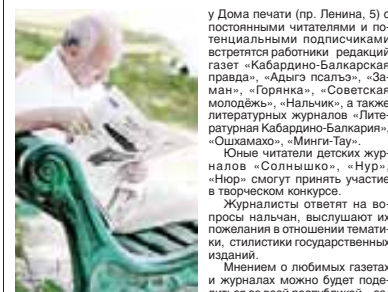 у Дома печати (пр. Ленина, 5) с
постоянными читателями и по-
тенциальными подписчиками
встретятся работники редакций
газет «Кабардино-Балкарская
правда», «Адыгэ псалъэ», «За-
ман», «Горянка», «Советская
молодёжь», «Нальчик», а также
литературных журналов «Лите-
ратурная Кабардино-Балкария»,
«Ошхамахо», «Минги-Тау».
Юные читатели детских жур-
налов «Солнышко», «Нур»,
«Нюр» смогут принять участие
в творческом конкурсе.
Журналисты ответят на во-
просы нальчан, выслушают их
пожелания в отношении темати-
ки, стилистики государственных
изданий.
Мнением о любимых газетах
и журналах можно будет поде-